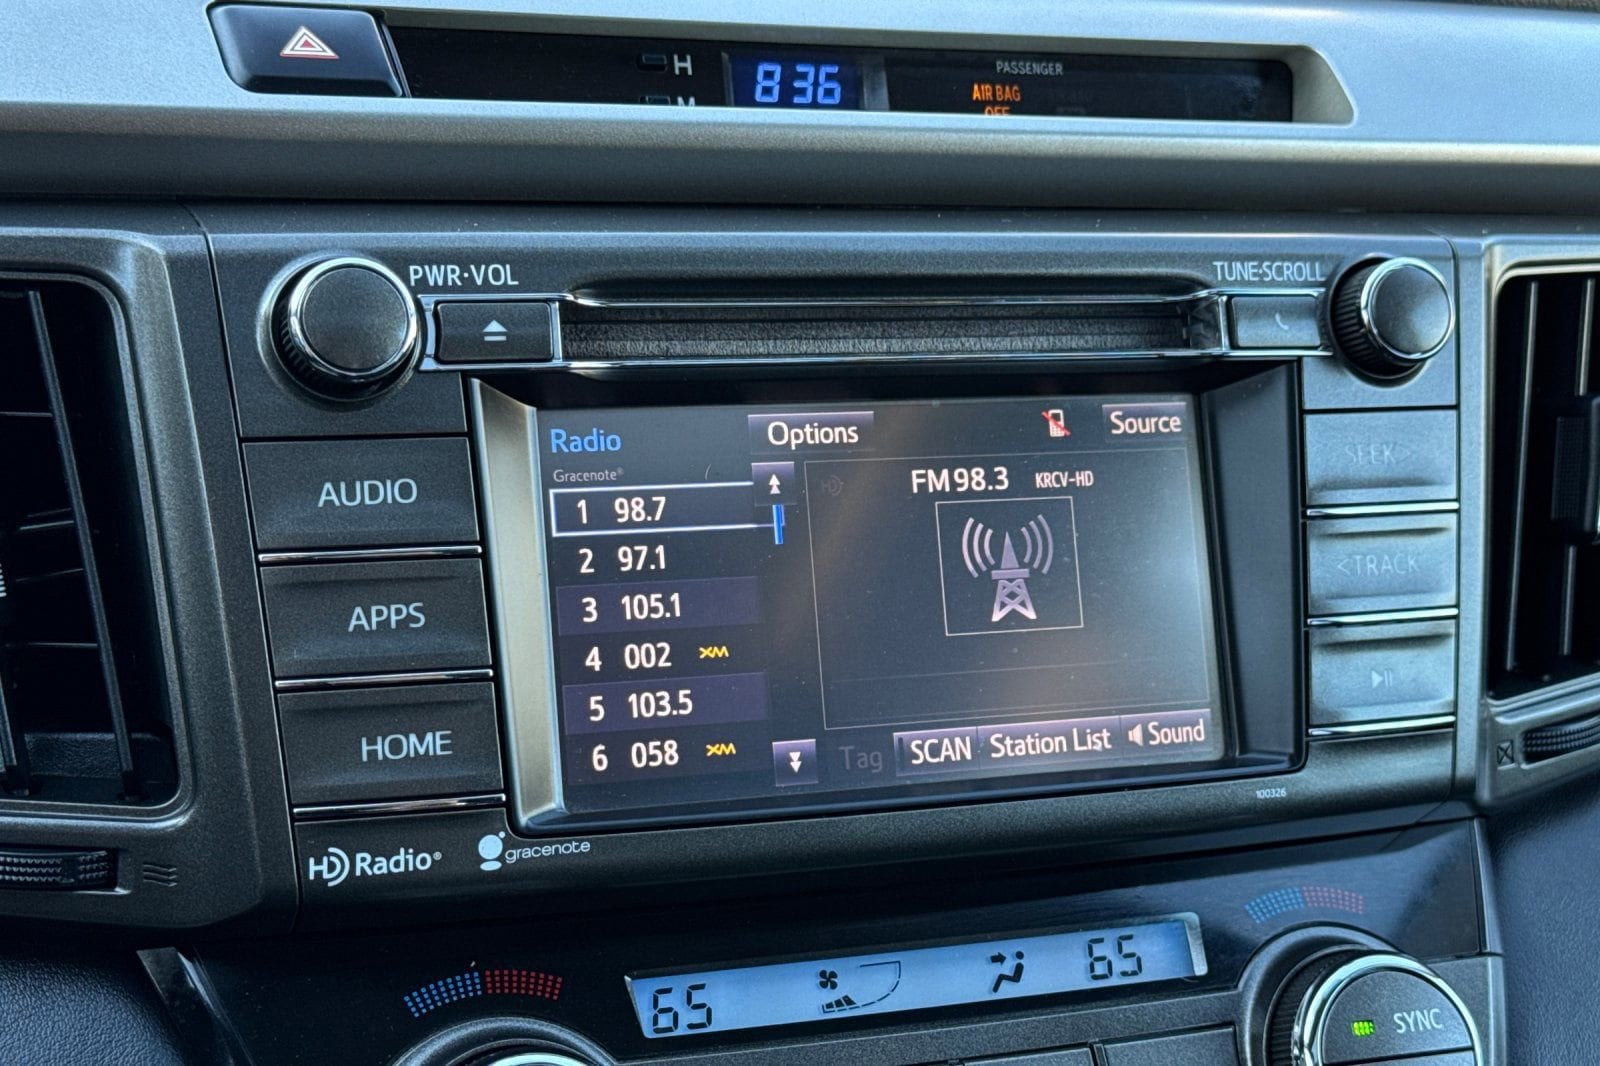 H
M
8 36
PASSENGER
AIR BAG
OFF
PWR·VOL
TUNE·SCROLL
AUDIO
APPS
HOME
HD Radio®
gracenote
Radio
Options
Source
Gracenote®
1 98.7
2 97.1
3 105.1
4 002 XM
5 103.5
6 058 XM
FM 98.3 KRCV-HD
Tag
SCAN
Station List
Sound
100326
SEEK>
<TRACK
65
65
SYNC